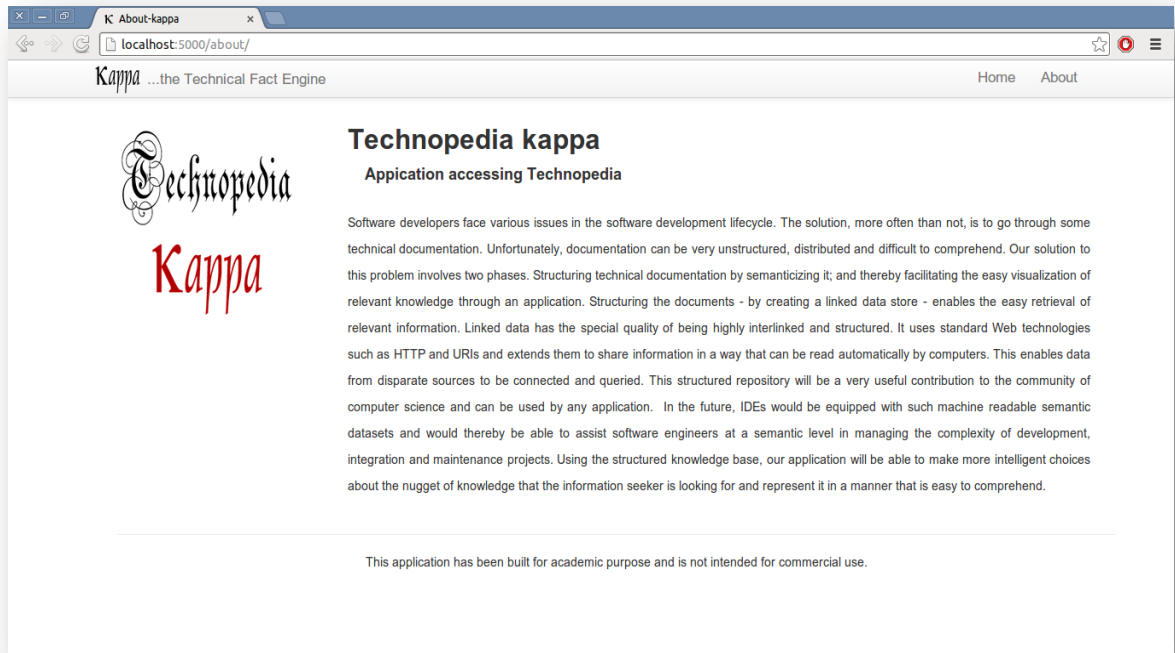 K About-kappa
localhost:5000/about/
Kappa ...the Technical Fact Engine
Home About
Technopedia
Kappa
Technopedia kappa
Appication accessing Technopedia
Software developers face various issues in the software development lifecycle. The solution, more often than not, is to go through some
technical documentation. Unfortunately, documentation can be very unstructured, distributed and difficult to comprehend. Our solution to
this problem involves two phases. Structuring technical documentation by semanticizing it; and thereby facilitating the easy visualization of
relevant knowledge through an application. Structuring the documents - by creating a linked data store - enables the easy retrieval of
relevant information. Linked data has the special quality of being highly interlinked and structured. It uses standard Web technologies
such as HTTP and URIs and extends them to share information in a way that can be read automatically by computers. This enables data
from disparate sources to be connected and queried. This structured repository will be a very useful contribution to the community of
computer science and can be used by any application. In the future, IDEs would be equipped with such machine readable semantic
datasets and would thereby be able to assist software engineers at a semantic level in managing the complexity of development,
integration and maintenance projects. Using the structured knowledge base, our application will be able to make more intelligent choices
about the nugget of knowledge that the information seeker is looking for and represent it in a manner that is easy to comprehend.
This application has been built for academic purpose and is not intended for commercial use.